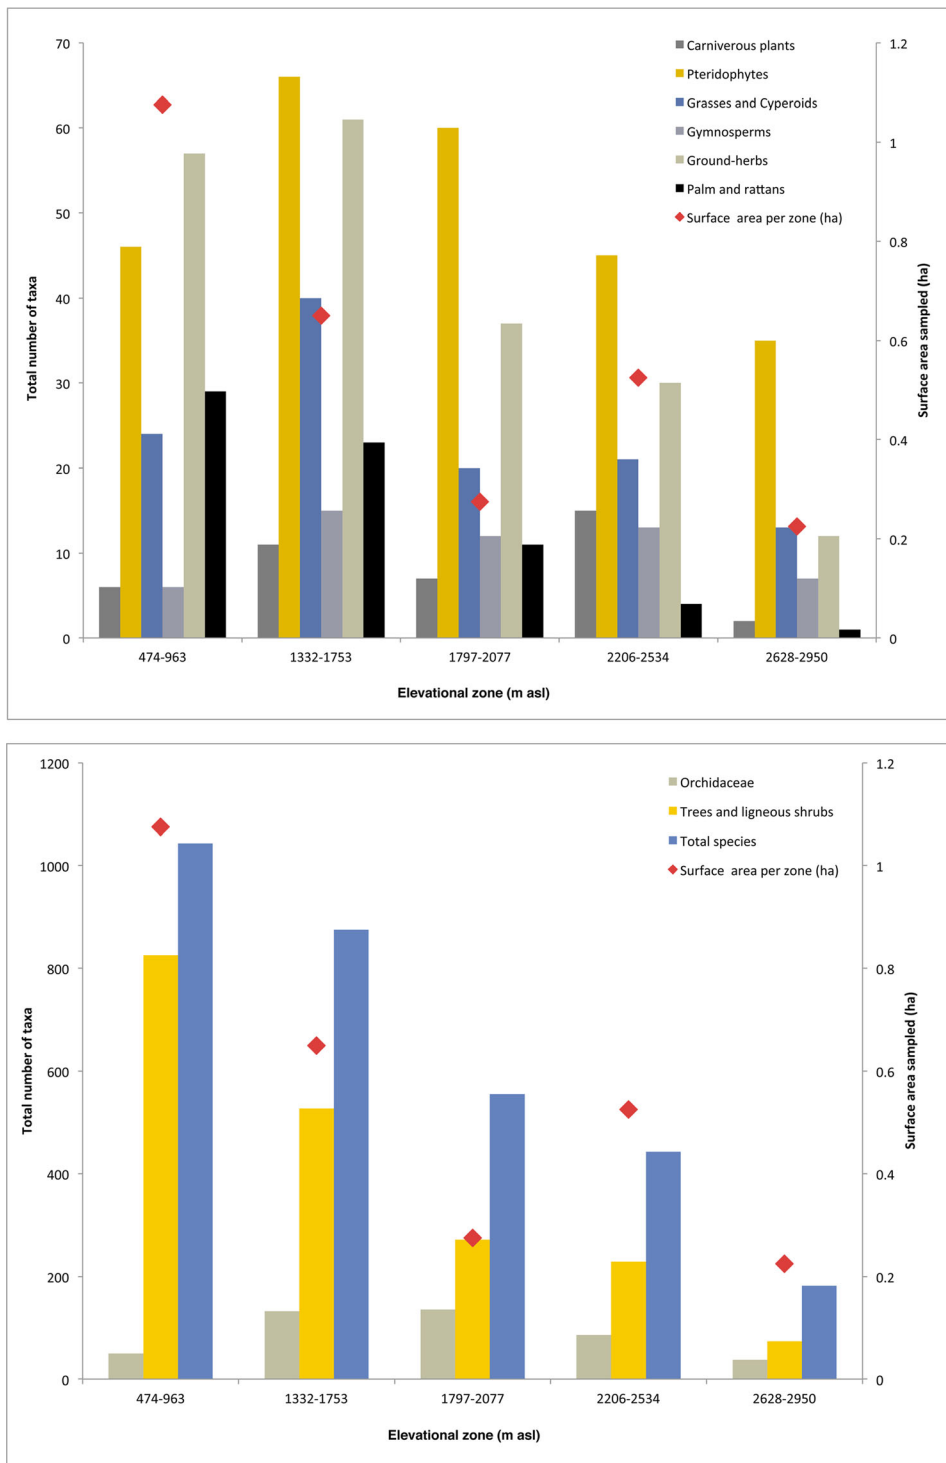 70
60
50
40
30
20
10
0
Total number of taxa
Carniverous plants
Pteridophytes
Grasses and Cyperoids
Gymnosperms
Ground-herbs
Palm and rattans
Surface area per zone (ha)
1.2
1
0.8
0.6
0.4
0.2
0
Surface area sampled (ha)
474-963 1332-1753 1797-2077 2206-2534 2628-2950
Elevational zone (m asl)
1200
1000
800
600
400
200
0
Total number of taxa
Orchidaceae
Trees and ligneous shrubs
Total species
Surface area per zone (ha)
1.2
1
0.8
0.6
0.4
0.2
0
Surface area sampled (ha)
474-963 1332-1753 1797-2077 2206-2534 2628-2950
Elevational zone (m asl)